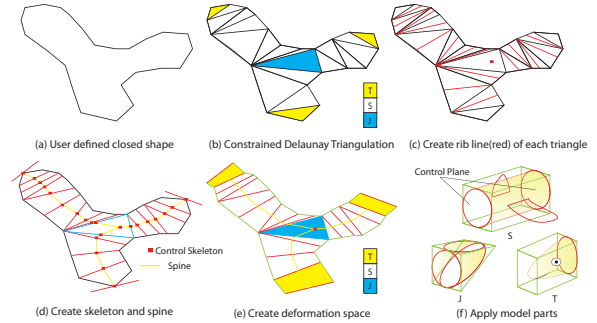 T
S
J
(a) User defined closed shape
(b) Constrained Delaunay Triangulation
(c) Create rib line(red) of each triangle
Control Skeleton
Spine
T
S
J
Control Plane
S
J
T
(d) Create skeleton and spine
(e) Create deformation space
(f) Apply model parts